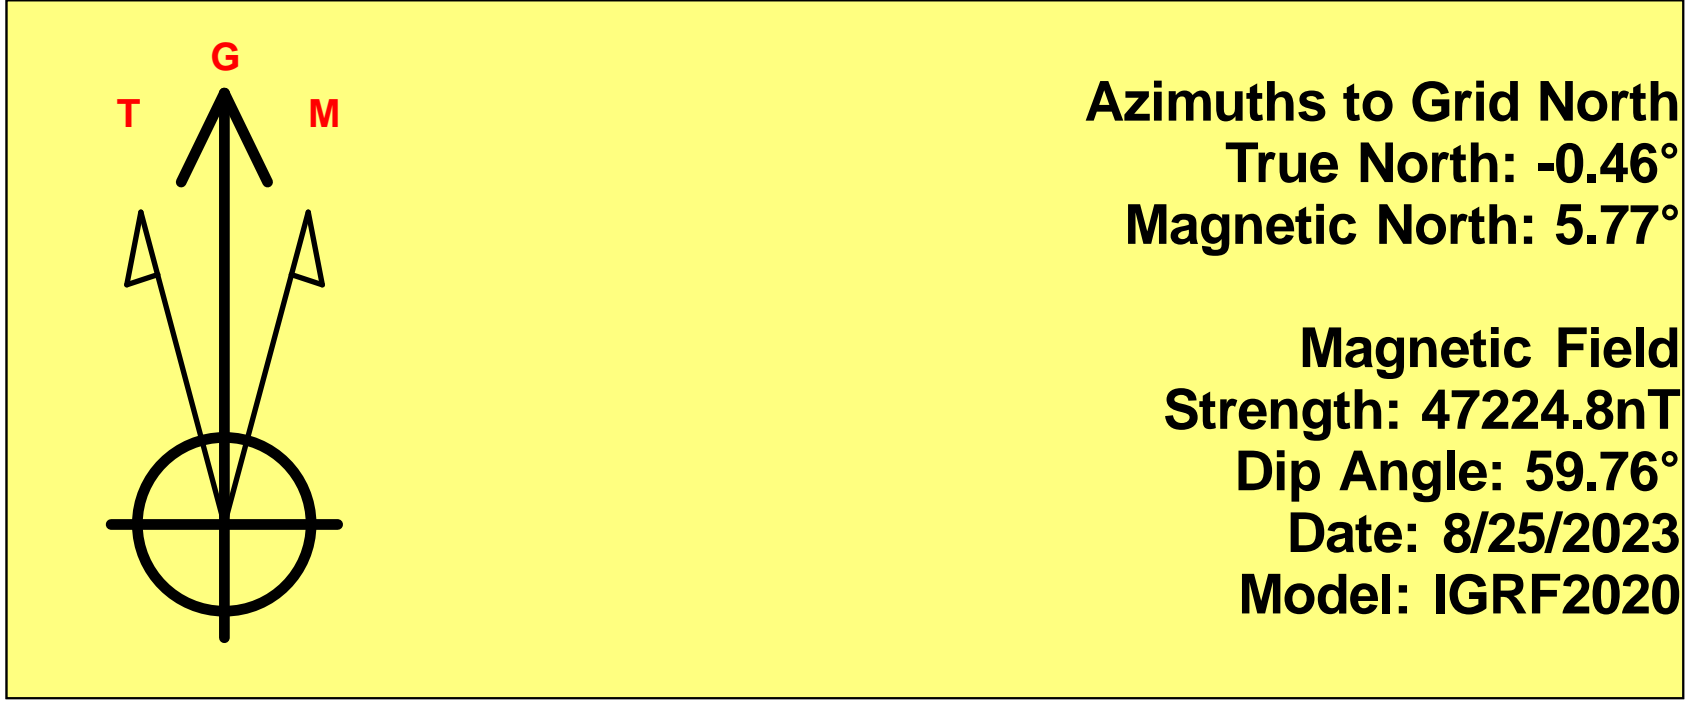 G
T
M
Azimuths to Grid North
True North: -0.46°
Magnetic North: 5.77°
Magnetic Field
Strength: 47224.8nT
Dip Angle: 59.76°
Date: 8/25/2023
Model: IGRF2020